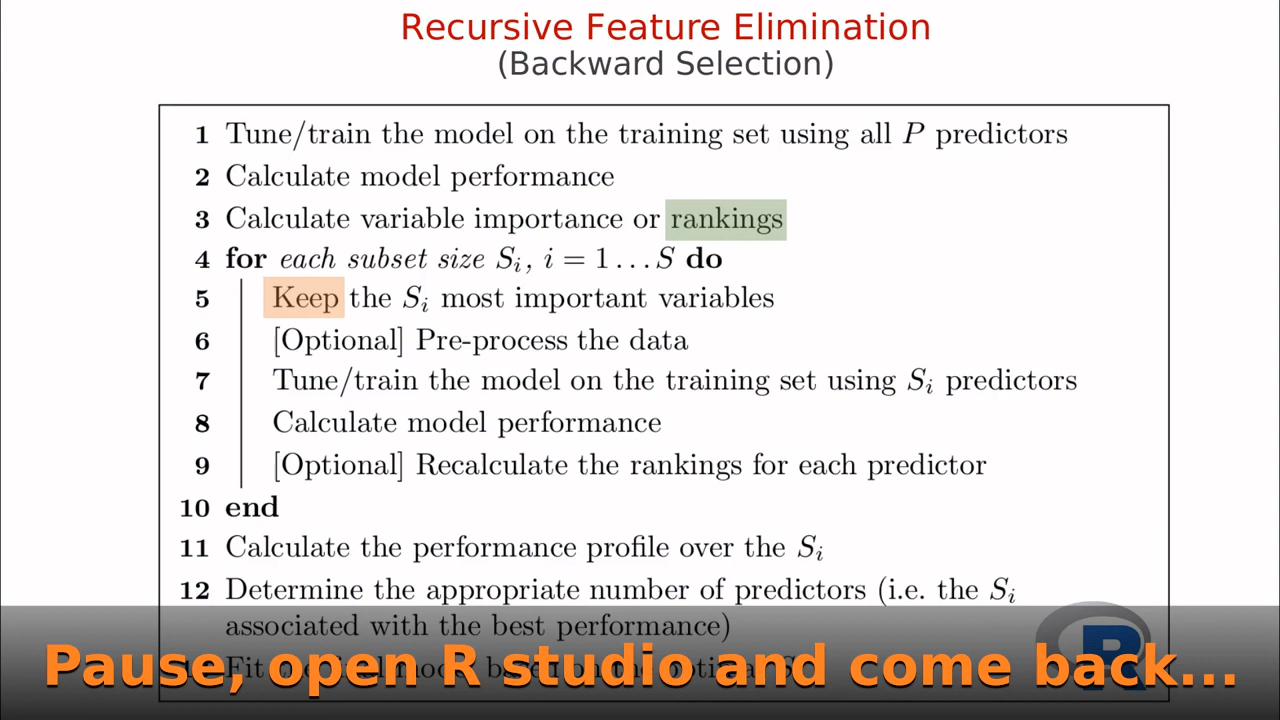 Recursive Feature Elimination
(Backward Selection)
1 Tune/train the model on the training set using all P predictors
2 Calculate model performance
3 Calculate variable importance or rankings
4 for each subset size Sᵢ, i = 1 . . . S do
5 Keep the Sᵢ most important variables
6 [Optional] Pre-process the data
7 Tune/train the model on the training set using Sᵢ predictors
8 Calculate model performance
9 [Optional] Recalculate the rankings for each predictor
10 end
11 Calculate the performance profile over the Sᵢ
12 Determine the appropriate number of predictors (i.e. the Sᵢ
associated with the best performance)
Pause, open R studio and come back...
R